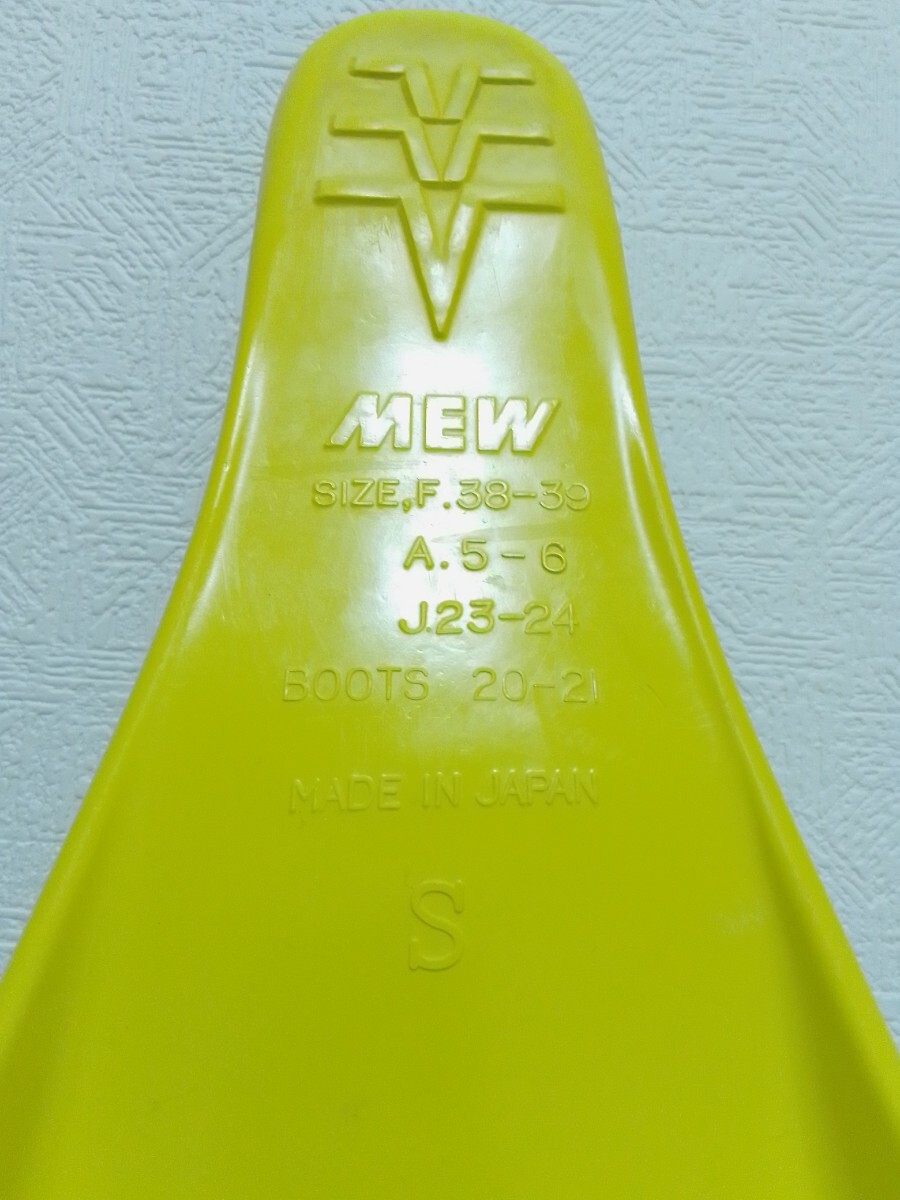 MEW
SIZE,F.38-39
A.5-6
J.23-24
BOOTS 20-21
MADE IN JAPAN
S